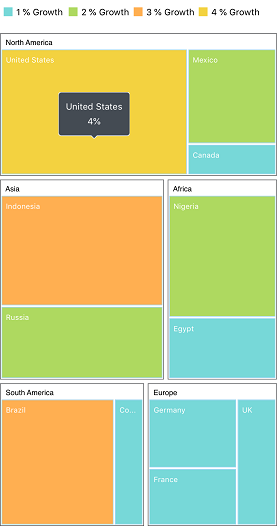 1 % Growth 2 % Growth 3 % Growth 4 % Growth
North America
United States
Mexico
United States
4%
Canada
Asia
Africa
Indonesia
Nigeria
Russia
Egypt
South America
Europe
Brazil
Co...
Germany
UK
France